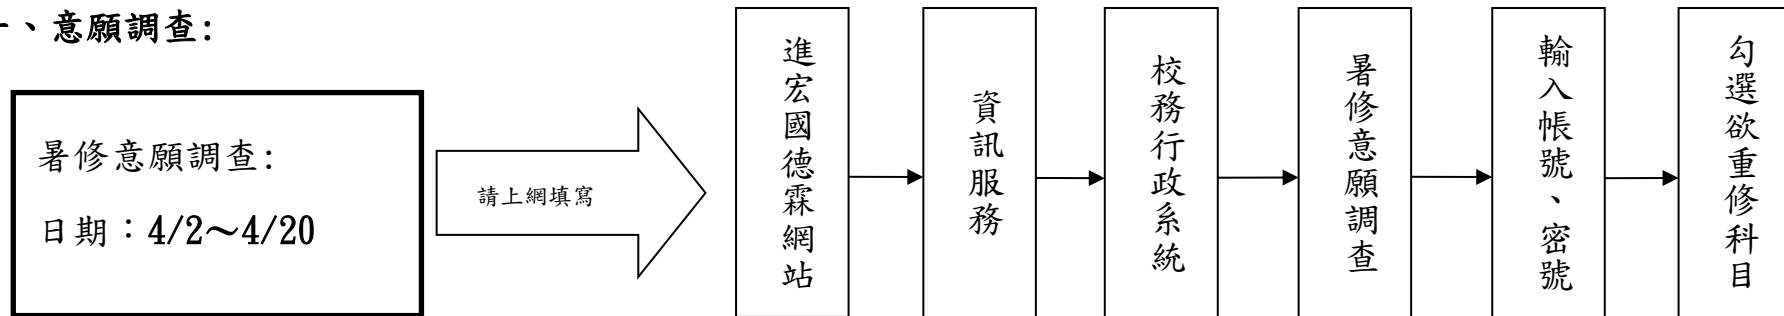 一、意願調查:
暑修意願調查:
日期：4/2～4/20
請上網填寫
進宏國德霖網站
資訊服務
校務行政系統
暑修意願調查
輸入帳號、密號
勾選欲重修科目